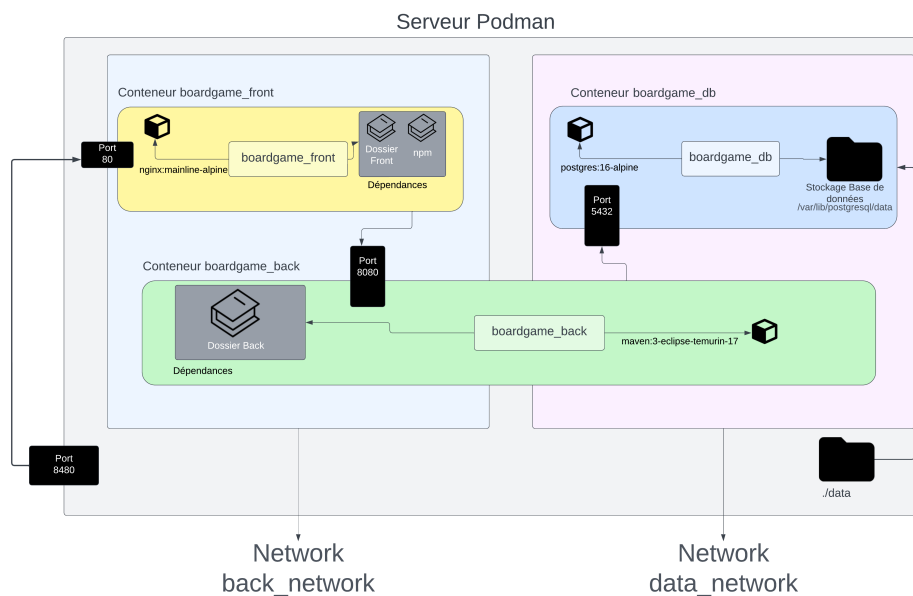 Serveur Podman
Conteneur boardgame_front
Port
80
nginx:mainline-alpine
boardgame_front
Dossier
Front
npm
Dépendances
Conteneur boardgame_db
postgres:16-alpine
boardgame_db
Stockage Base de
données
/var/lib/postgresql/data
Port
5432
Port
8080
Conteneur boardgame_back
Dossier Back
Dépendances
boardgame_back
maven:3-eclipse-temurin-17
Port
8480
./data
Network
back_network
Network
data_network